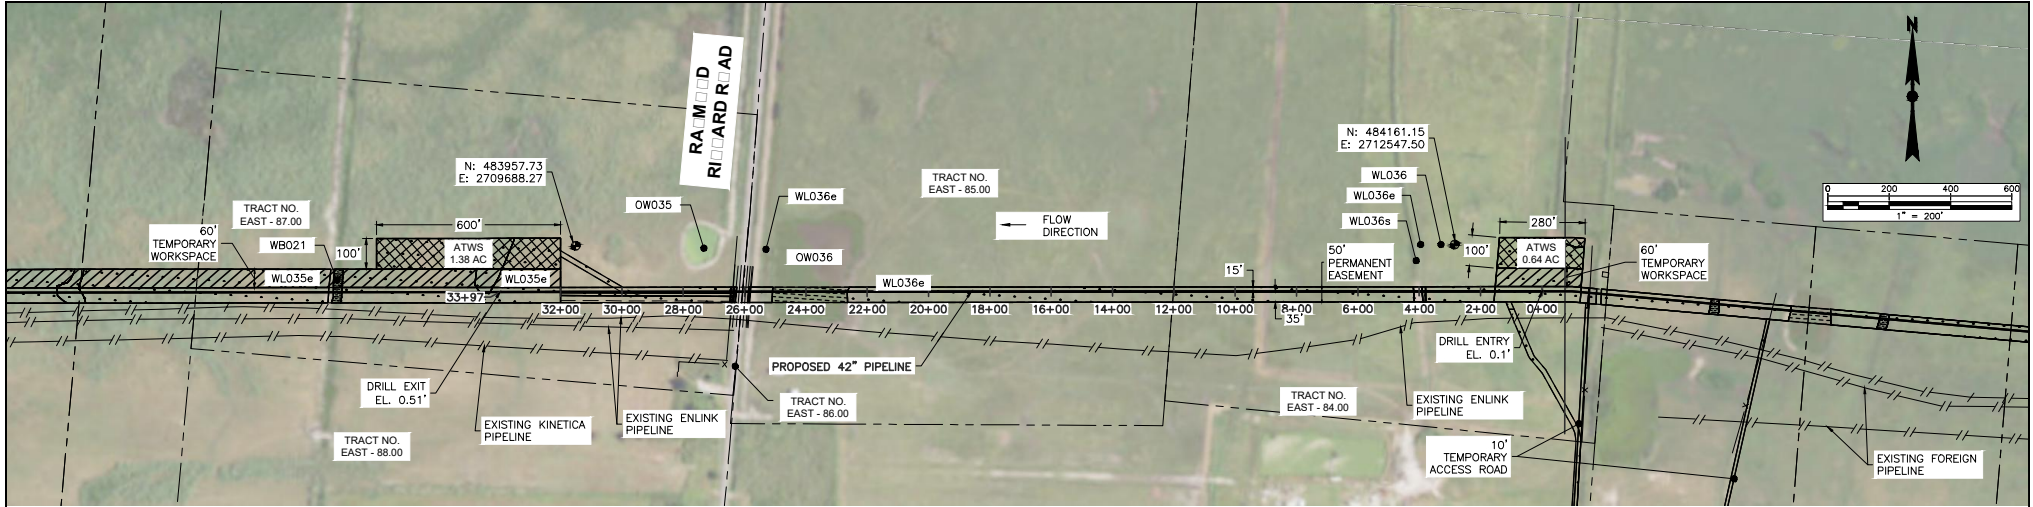 N
0 200 400 600
1" = 200'
RA□M□□D
RI□□ARD R□AD
N: 483957.73
E: 2709688.27
N: 484161.15
E: 2712547.50
TRACT NO.
EAST - 87.00
60'
TEMPORARY
WORKSPACE
WB021
100'
600'
ATWS
1.38 AC
WL035e
WL035e
33+97
OW035
WL036e
OW036
TRACT NO.
EAST - 85.00
FLOW
DIRECTION
WL036e
WL036
WL036e
WL036s
15'
50'
PERMANENT
EASEMENT
35'
100'
280'
ATWS
0.64 AC
60'
TEMPORARY
WORKSPACE
32+00 30+00 28+00 26+00 24+00 22+00 20+00 18+00 16+00 14+00 12+00 10+00 8+00 6+00 4+00 2+00 0+00
DRILL EXIT
EL. 0.51'
EXISTING KINETICA
PIPELINE
EXISTING ENLINK
PIPELINE
TRACT NO.
EAST - 88.00
PROPOSED 42" PIPELINE
TRACT NO.
EAST - 86.00
TRACT NO.
EAST - 84.00
DRILL ENTRY
EL. 0.1'
EXISTING ENLINK
PIPELINE
10'
TEMPORARY
ACCESS ROAD
EXISTING FOREIGN
PIPELINE